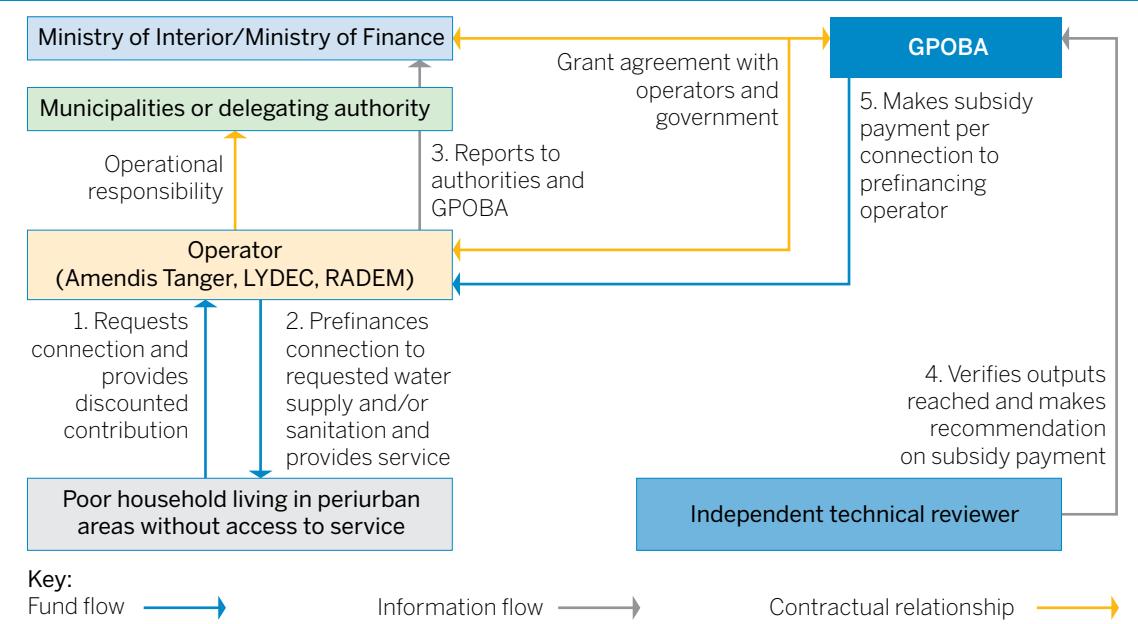 Ministry of Interior/Ministry of Finance
GPOBA
Grant agreement with
operators and
government
Municipalities or delegating authority
5. Makes subsidy
payment per
connection to
prefinancing
operator
Operational
responsibility
3. Reports to
authorities and
GPOBA
Operator
(Amendis Tanger, LYDEC, RADEM)
1. Requests
connection and
provides
discounted
contribution
2. Prefinances
connection to
requested water
supply and/or
sanitation and
provides service
4. Verifies outputs
reached and makes
recommendation
on subsidy payment
Poor household living in periurban
areas without access to service
Independent technical reviewer
Key:
Fund flow
Information flow
Contractual relationship